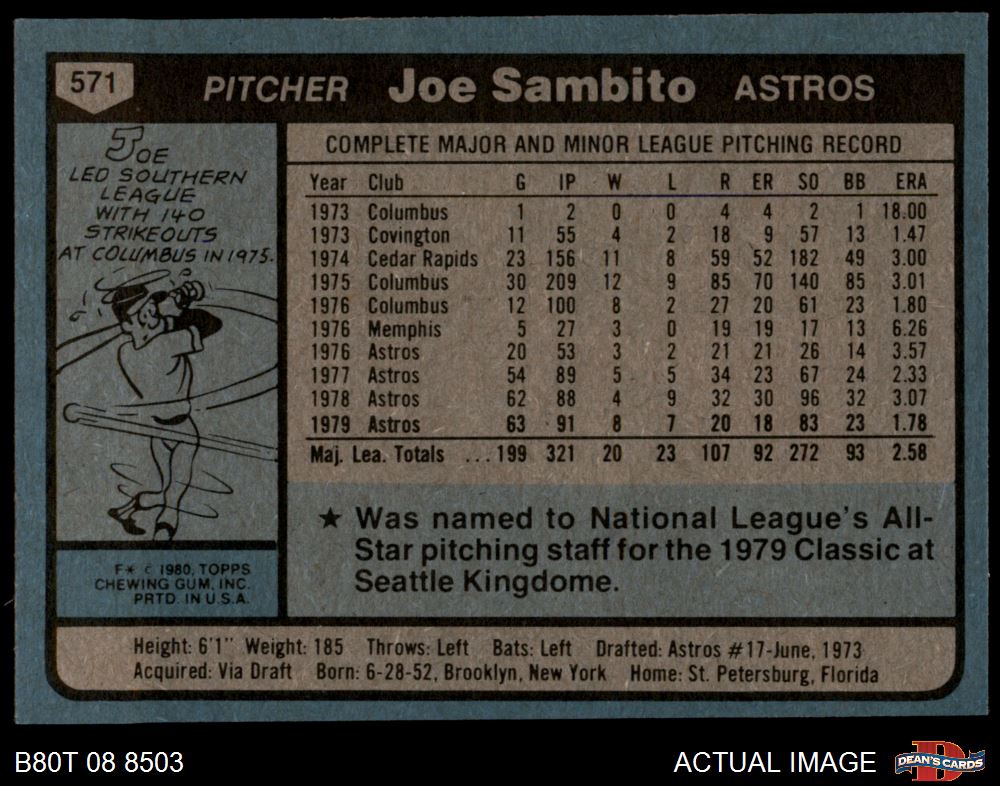 571 PITCHER Joe Sambito ASTROS
JOE
LED SOUTHERN
LEAGUE
WITH 140
STRIKEOUTS
AT COLUMBUS IN 1975.
F* © 1980, TOPPS
CHEWING GUM, INC.
PRTD. IN U.S.A.
COMPLETE MAJOR AND MINOR LEAGUE PITCHING RECORD
Year Club G IP W L R ER SO BB ERA
1973 Columbus 1 2 0 0 4 4 2 1 18.00
1973 Covington 11 55 4 2 18 9 57 13 1.47
1974 Cedar Rapids 23 156 11 8 59 52 182 49 3.00
1975 Columbus 30 209 12 9 85 70 140 85 3.01
1976 Columbus 12 100 8 2 27 20 61 23 1.80
1976 Memphis 5 27 3 0 19 19 17 13 6.26
1976 Astros 20 53 3 2 21 21 26 14 3.57
1977 Astros 54 89 5 5 34 23 67 24 2.33
1978 Astros 62 88 4 9 32 30 96 32 3.07
1979 Astros 63 91 8 7 20 18 83 23 1.78
Maj. Lea. Totals ...199 321 20 23 107 92 272 93 2.58
★ Was named to National League's All-
Star pitching staff for the 1979 Classic at
Seattle Kingdome.
Height: 6'1" Weight: 185 Throws: Left Bats: Left Drafted: Astros #17-June, 1973
Acquired: Via Draft Born: 6-28-52, Brooklyn, New York Home: St. Petersburg, Florida
B80T 08 8503 ACTUAL IMAGE D DEAN'S CARDS